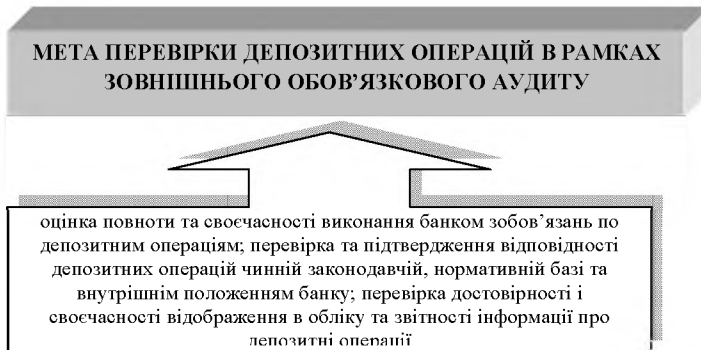 МЕТА ПЕРЕВІРКИ ДЕПОЗИТНИХ ОПЕРАЦІЙ В РАМКАХ
ЗОВНІШНЬОГО ОБОВ’ЯЗКОВОГО АУДИТУ
оцінка повноти та своєчасності виконання банком зобов’язань по
депозитним операціям; перевірка та підтвердження відповідності
депозитних операцій чинній законодавчій, нормативній базі та
внутрішнім положенням банку; перевірка достовірності і
своєчасності відображення в обліку та звітності інформації про
депозитні операції